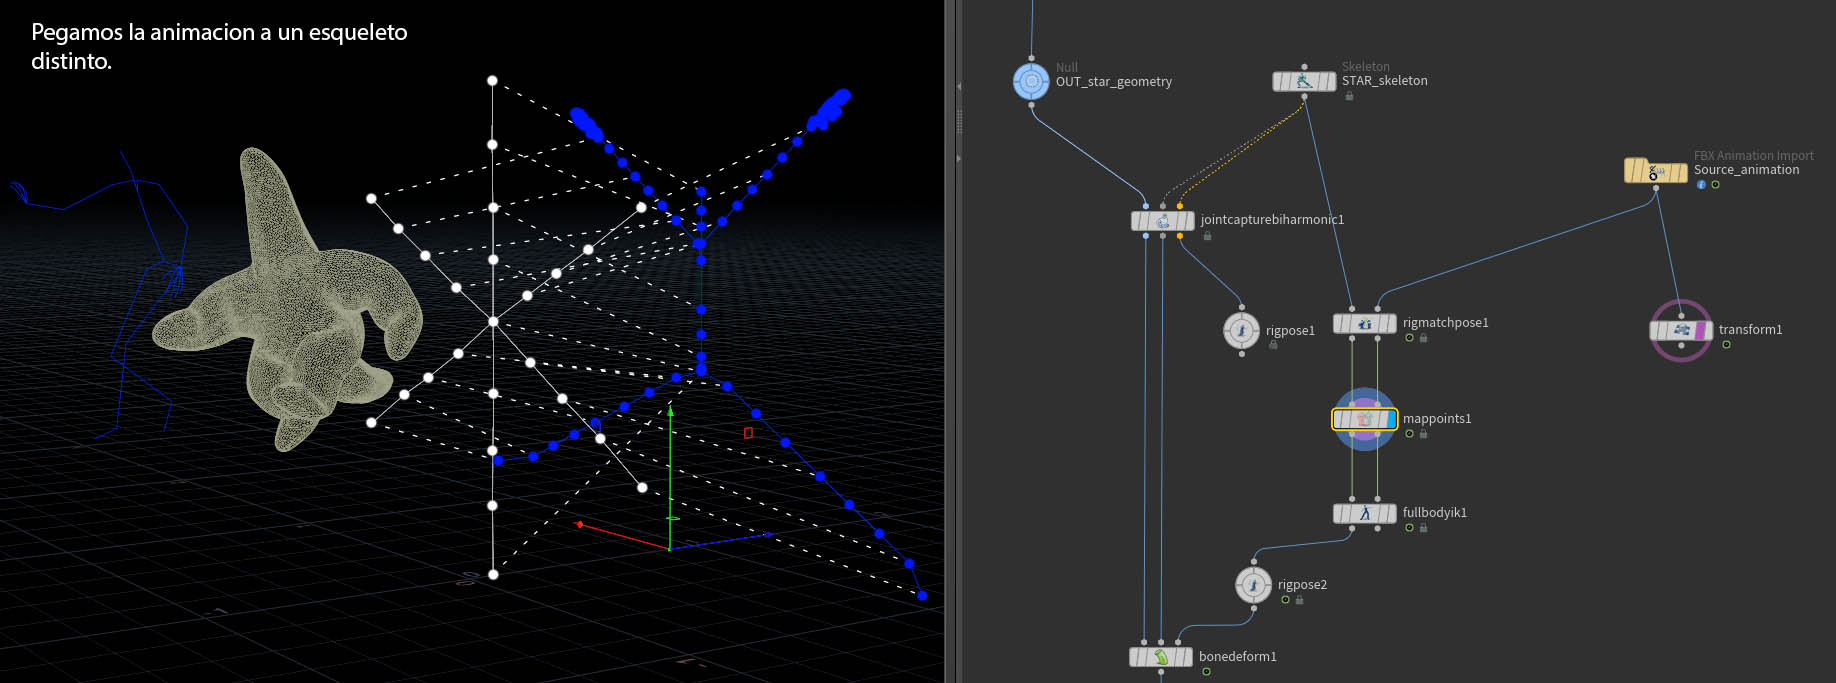 Pegamos la animacion a un esqueleto
distinto.
Null
OUT_star_geometry
Skeleton
STAR_skeleton
FBX Animation Import
Source_animation
jointcapturebiharmonic1
rigpose1
rigmatchpose1
transform1
mappoints1
fullbodyik1
rigpose2
bonedeform1